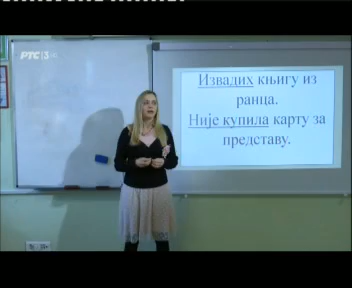 РТС 3
Извадих књигу из
ранца.
Није купила карту за
представу.